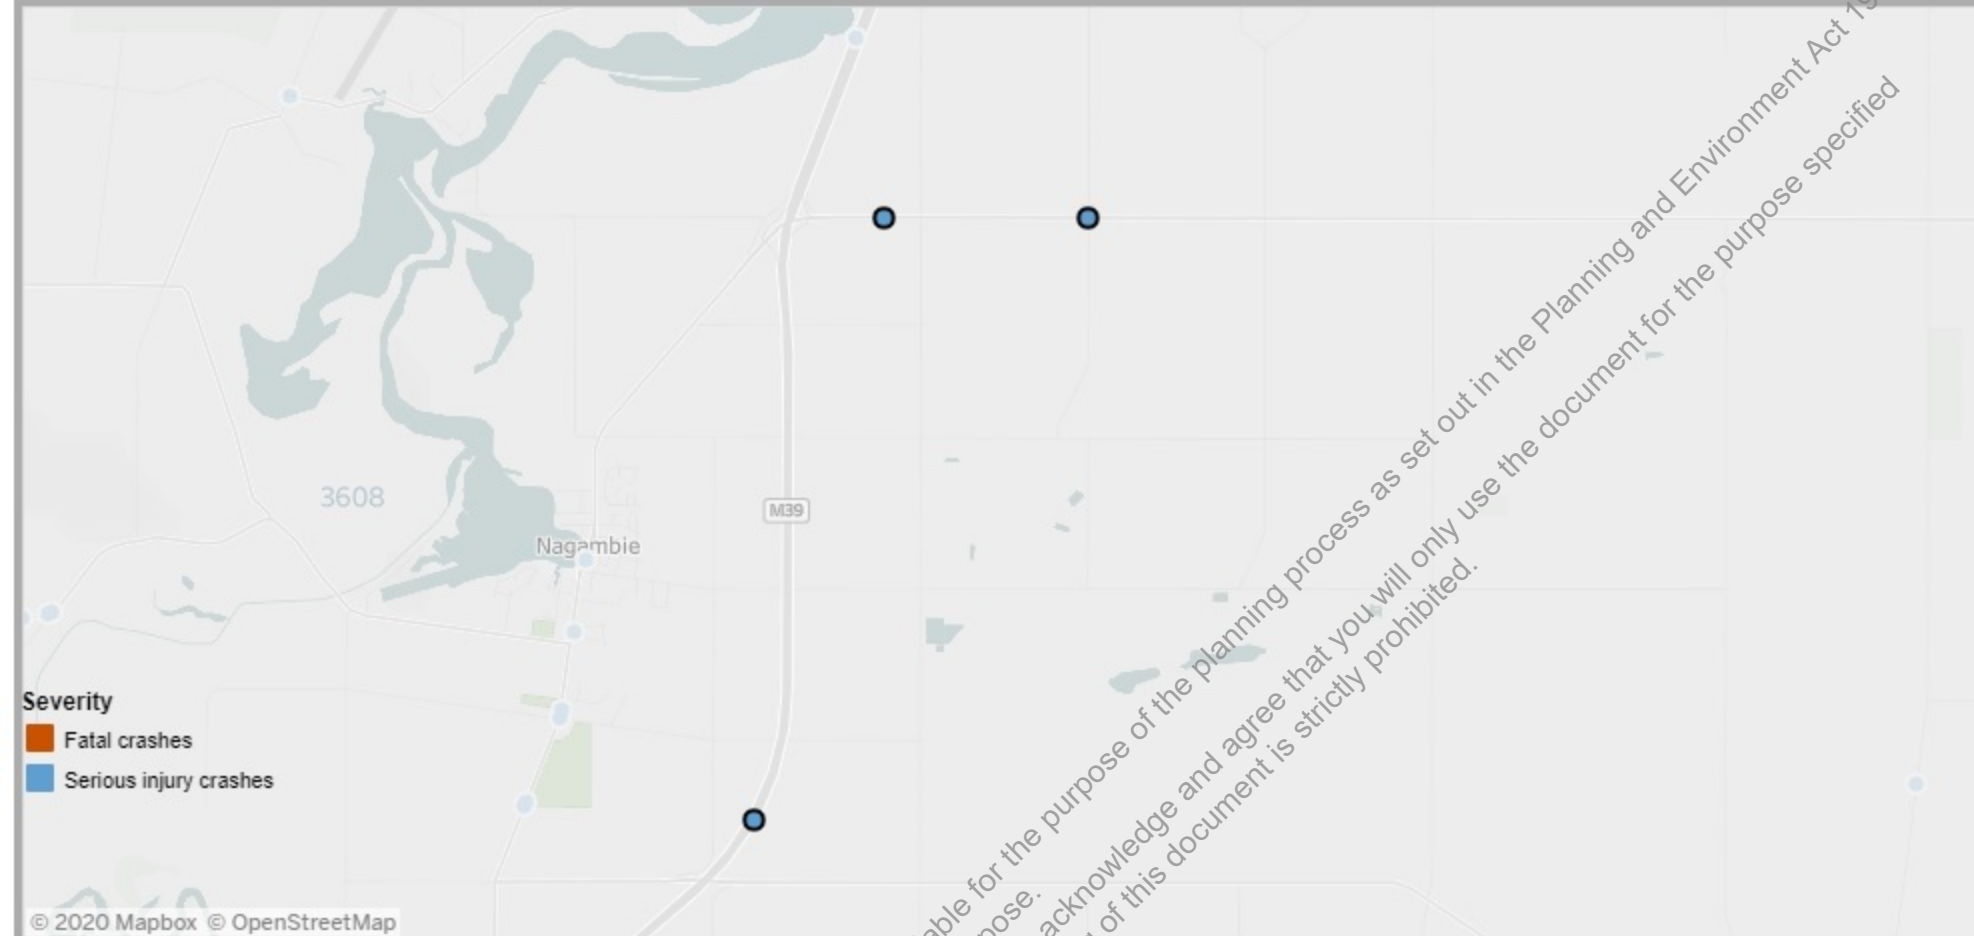 3608
M39
Nagambie
Severity
Fatal crashes
Serious injury crashes
© 2020 Mapbox © OpenStreetMap
for the purpose of the planning process as set out in the Planning and Environment Act
acknowledge and agree that you will only use the document for the purpose specified
of this document is strictly prohibited.